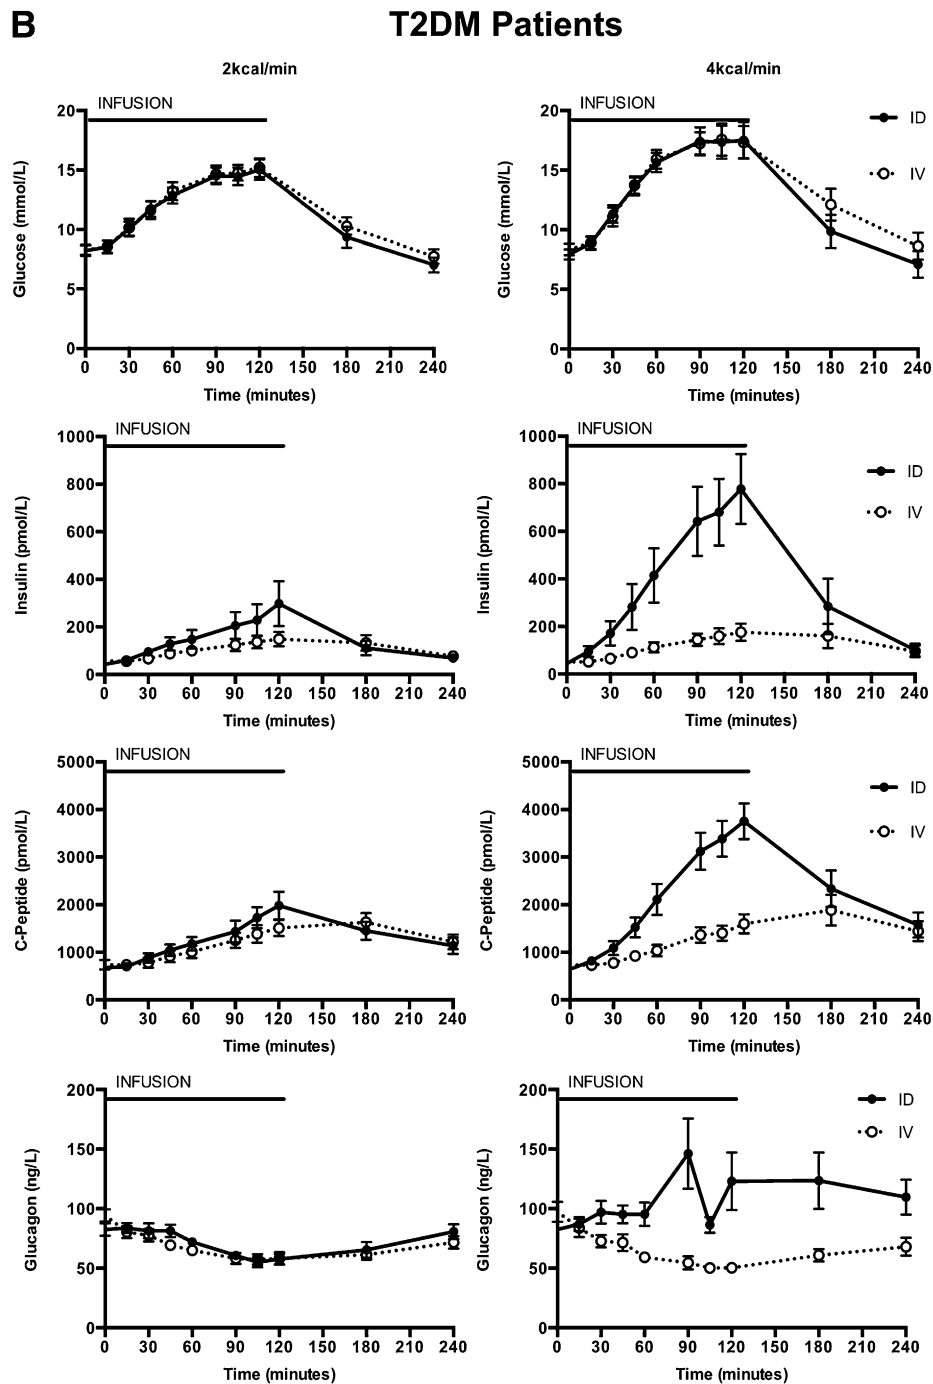 B T2DM Patients
2kcal/min
4kcal/min
INFUSION
20
15
10
5
0
Glucose (mmol/L)
0 30 60 90 120 150 180 210 240
Time (minutes)
INFUSION
20
15
10
5
0
Glucose (mmol/L)
0 30 60 90 120 150 180 210 240
Time (minutes)
ID
IV
INFUSION
1000
800
600
400
200
0
Insulin (pmol/L)
0 30 60 90 120 150 180 210 240
Time (minutes)
INFUSION
1000
800
600
400
200
0
Insulin (pmol/L)
0 30 60 90 120 150 180 210 240
Time (minutes)
ID
IV
INFUSION
5000
4000
3000
2000
1000
0
C-Peptide (pmol/L)
0 30 60 90 120 150 180 210 240
Time (minutes)
INFUSION
5000
4000
3000
2000
1000
0
C-Peptide (pmol/L)
0 30 60 90 120 150 180 210 240
Time (minutes)
ID
IV
INFUSION
200
150
100
50
0
Glucagon (ng/L)
0 30 60 90 120 150 180 210 240
Time (minutes)
INFUSION
200
150
100
50
0
Glucagon (ng/L)
0 30 60 90 120 150 180 210 240
Time (minutes)
ID
IV